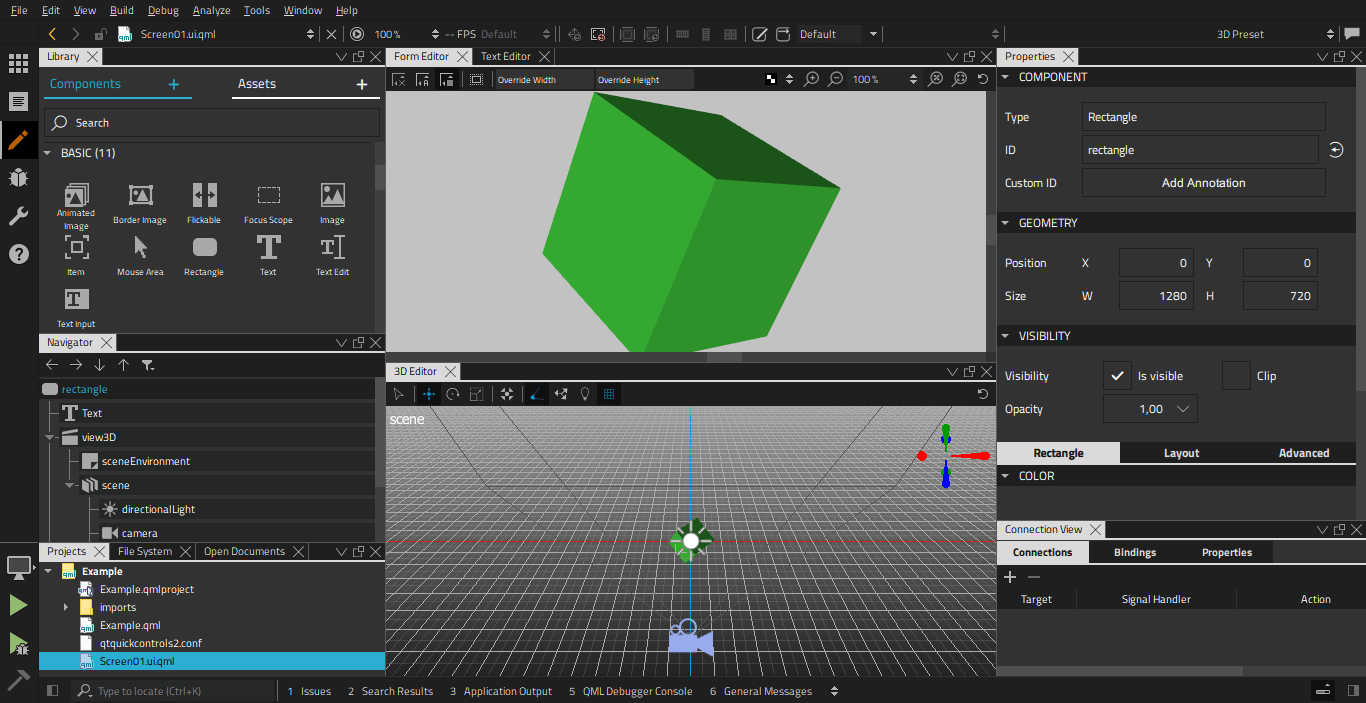 File Edit View Build Debug Analyze Tools Window Help
Screen01.ui.qml 100% -- FPS Default Default 3D Preset
Library
Components + Assets +
Search
BASIC (11)
Animated Image
Border Image
Flickable
Focus Scope
Image
Item
Mouse Area
Rectangle
Text
Text Edit
Text Input
Navigator
rectangle
Text
view3D
sceneEnvironment
scene
directionalLight
camera
Projects File System Open Documents
Example
Example.qmlproject
imports
Example.qml
qtquickcontrols2.conf
Screen01.ui.qml
Form Editor Text Editor
Override Width Override Height 100 %
3D Editor
scene
Properties
COMPONENT
Type Rectangle
ID rectangle
Custom ID Add Annotation
GEOMETRY
Position X 0 Y 0
Size W 1280 H 720
VISIBILITY
Visibility Is visible Clip
Opacity 1,00
Rectangle Layout Advanced
COLOR
Connection View
Connections Bindings Properties
Target Signal Handler Action
Type to locate (Ctrl+K) 1 Issues 2 Search Results 3 Application Output 5 QML Debugger Console 6 General Messages